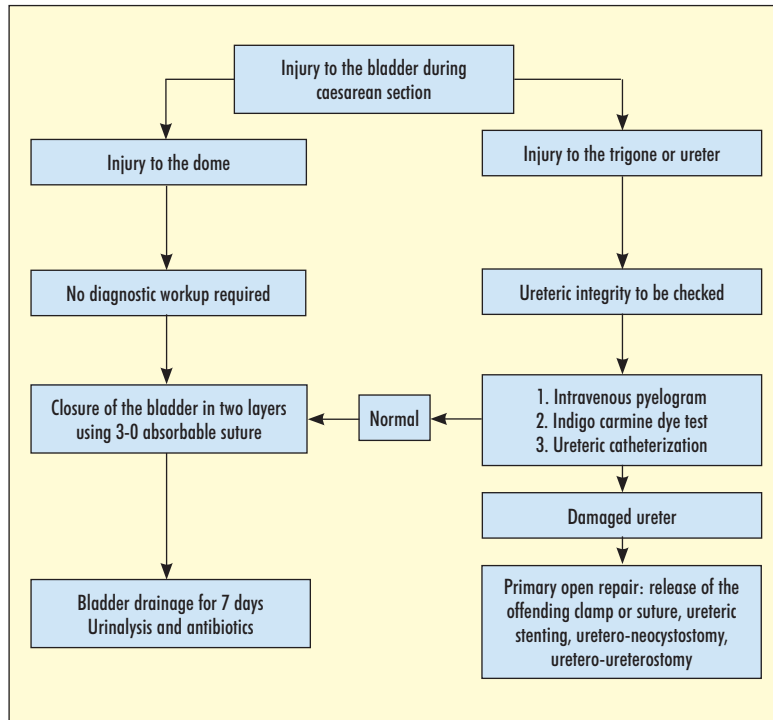 Injury to the bladder during
caesarean section
Injury to the dome
Injury to the trigone or ureter
No diagnostic workup required
Ureteric integrity to be checked
Closure of the bladder in two layers
using 3-0 absorbable suture
Normal
1. Intravenous pyelogram
2. Indigo carmine dye test
3. Ureteric catheterization
Damaged ureter
Bladder drainage for 7 days
Urinalysis and antibiotics
Primary open repair: release of the
offending clamp or suture, ureteric
stenting, uretero-neocystostomy,
uretero-ureterostomy